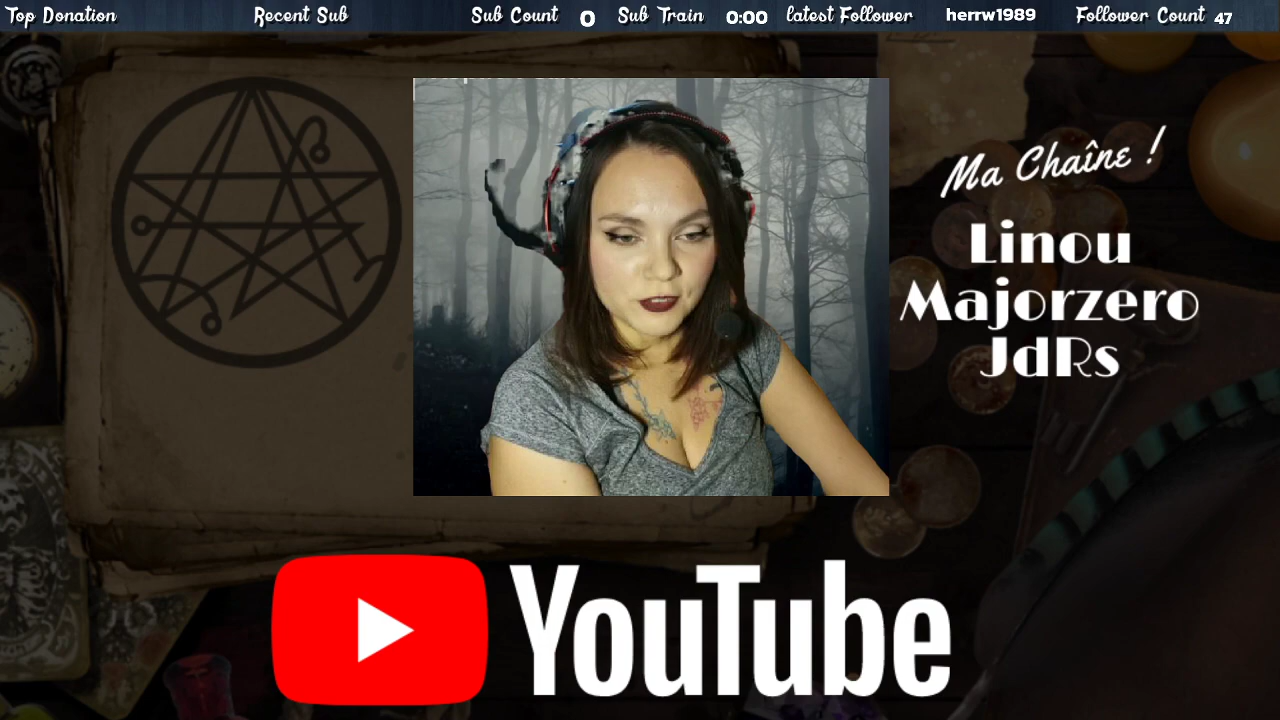 Top Donation Recent Sub Sub Count 0 Sub Train 0:00 latest Follower herrw1989 Follower Count 47
Ma Chaîne !
Linou
Majorzero
JdRs
YouTube